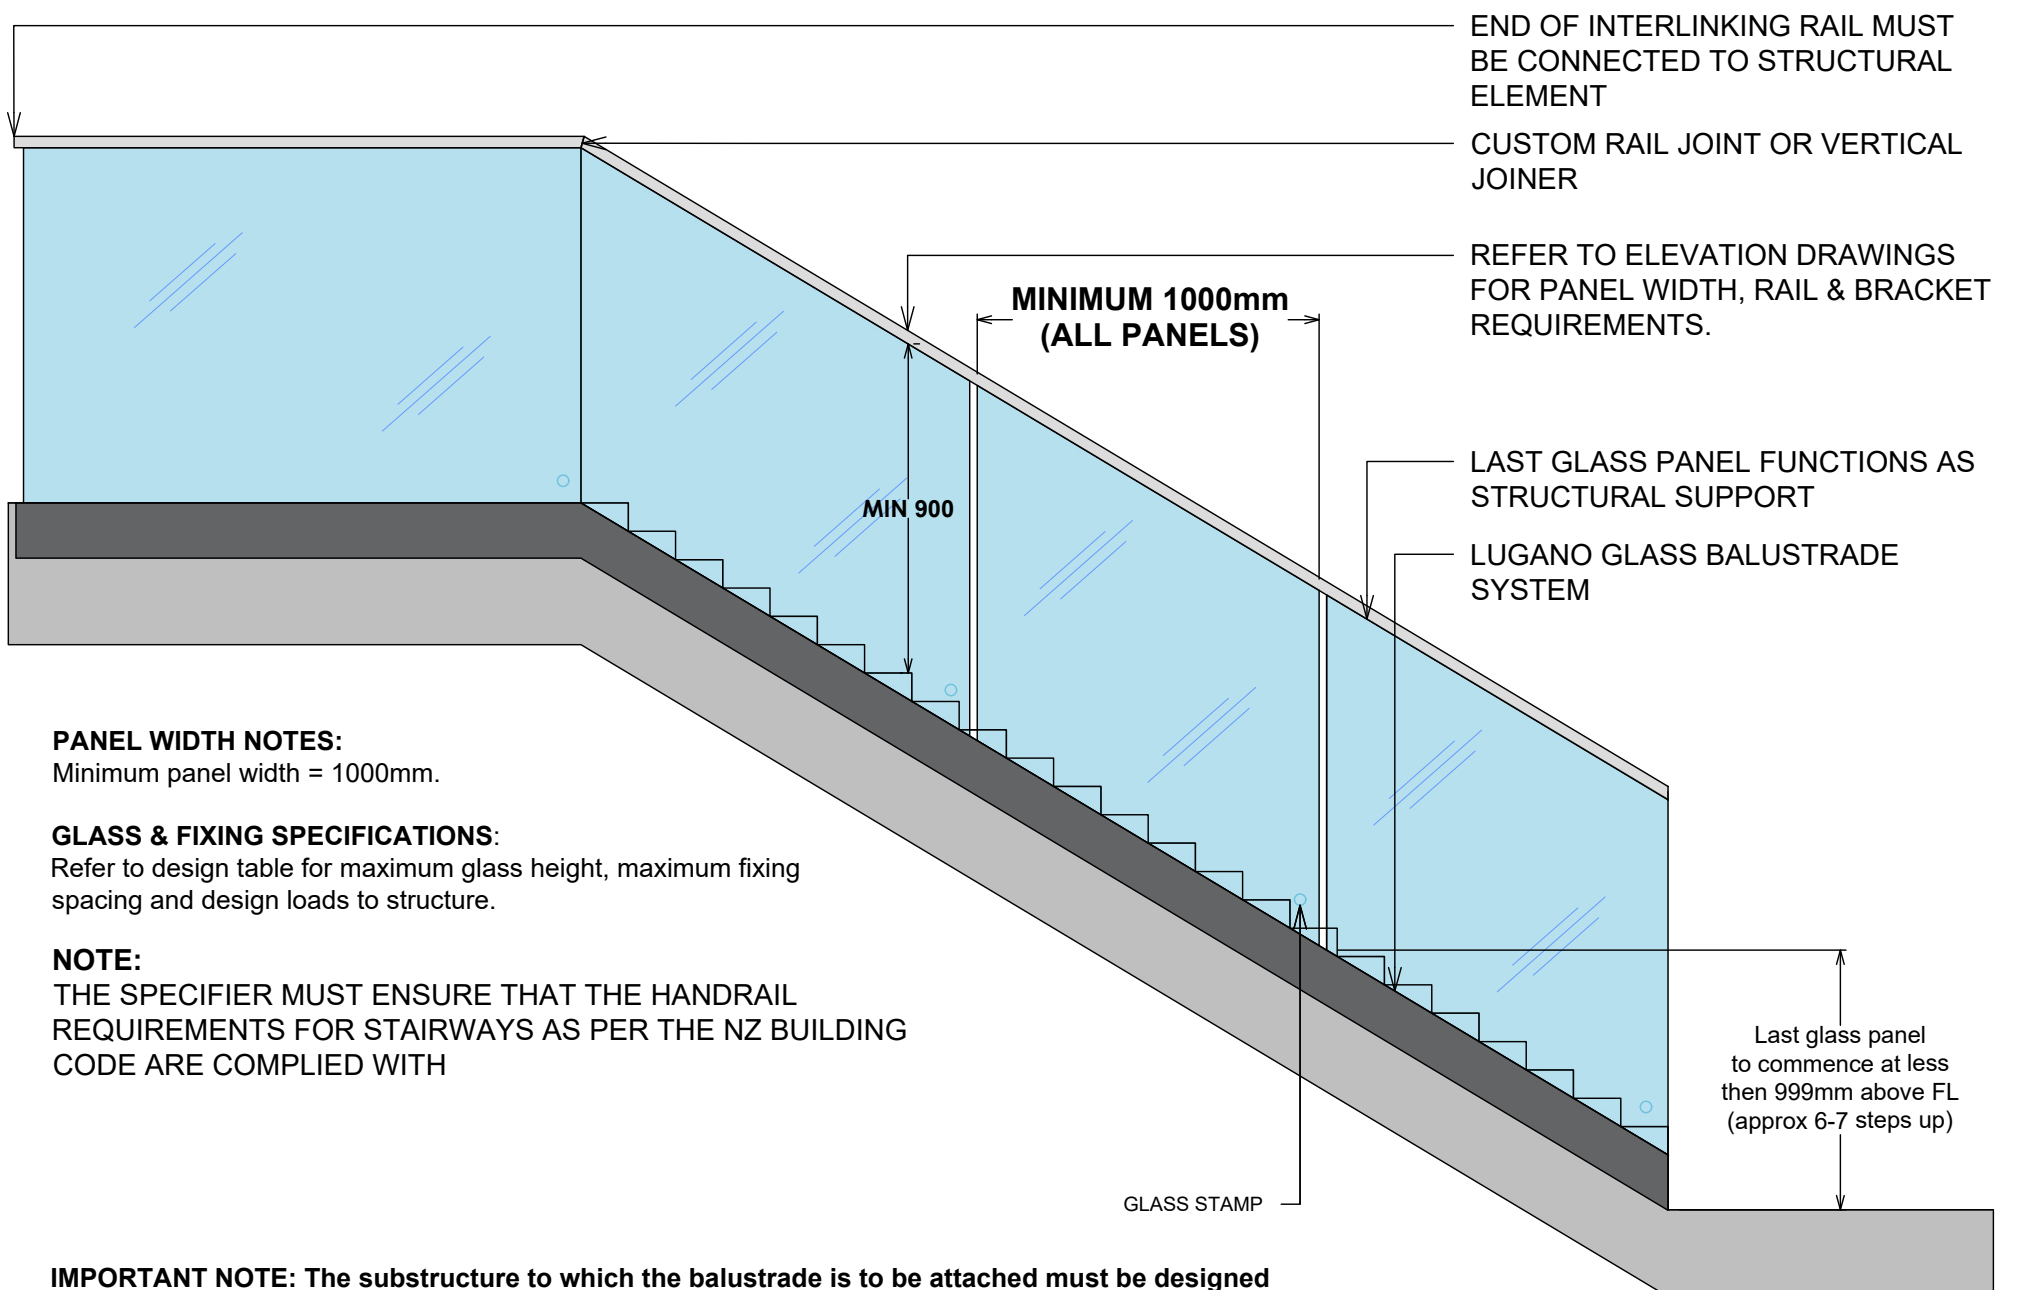 END OF INTERLINKING RAIL MUST
BE CONNECTED TO STRUCTURAL
ELEMENT
CUSTOM RAIL JOINT OR VERTICAL
JOINER
REFER TO ELEVATION DRAWINGS
FOR PANEL WIDTH, RAIL & BRACKET
REQUIREMENTS.
MINIMUM 1000mm
(ALL PANELS)
LAST GLASS PANEL FUNCTIONS AS
STRUCTURAL SUPPORT
MIN 900
LUGANO GLASS BALUSTRADE
SYSTEM
PANEL WIDTH NOTES:
Minimum panel width = 1000mm.
GLASS & FIXING SPECIFICATIONS:
Refer to design table for maximum glass height, maximum fixing
spacing and design loads to structure.
NOTE:
THE SPECIFIER MUST ENSURE THAT THE HANDRAIL
REQUIREMENTS FOR STAIRWAYS AS PER THE NZ BUILDING
CODE ARE COMPLIED WITH
Last glass panel
to commence at less
then 999mm above FL
(approx 6-7 steps up)
GLASS STAMP
IMPORTANT NOTE: The substructure to which the balustrade is to be attached must be designed